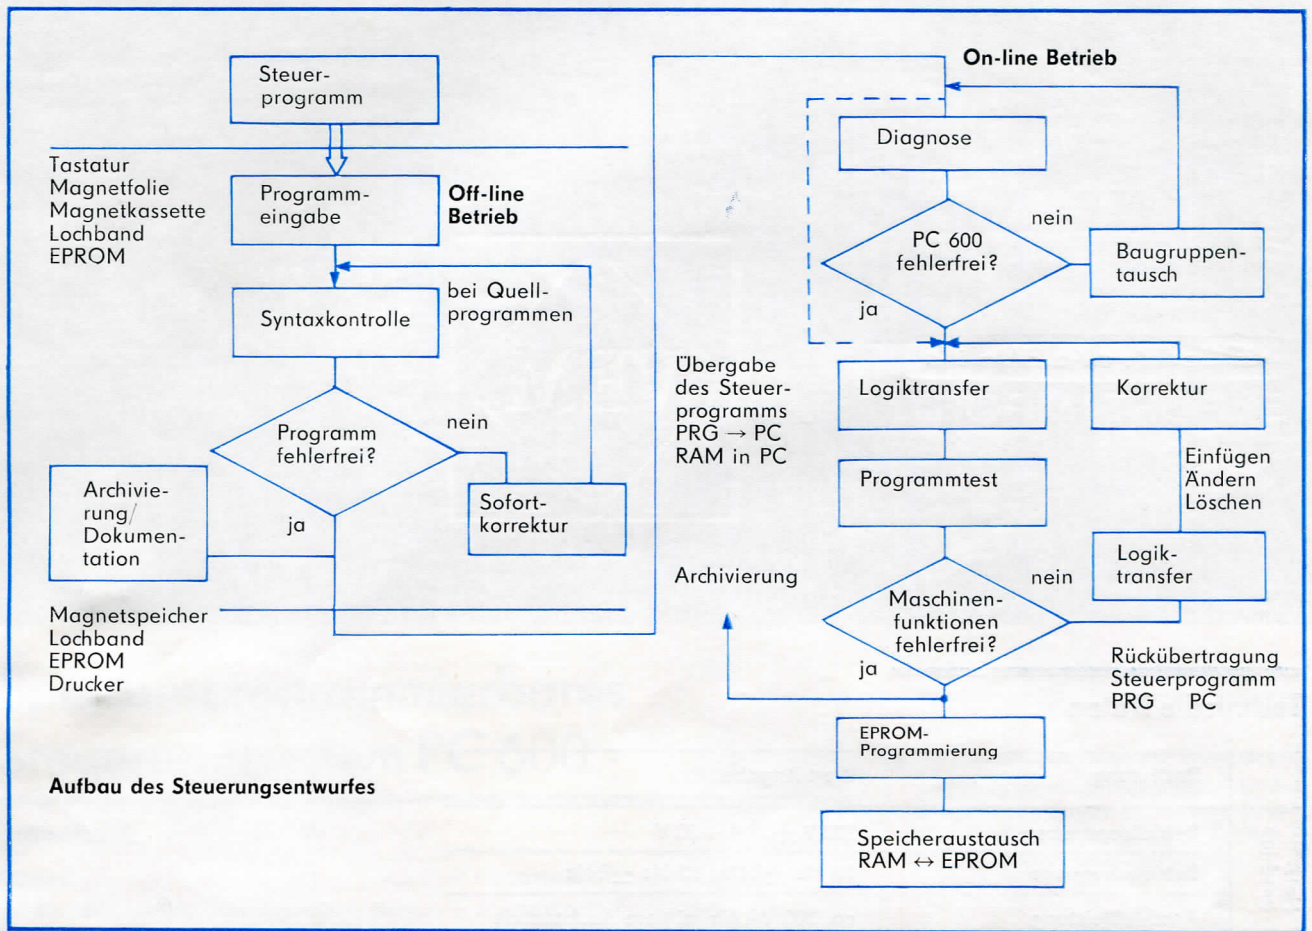 Steuer-
programm
Tastatur
Magnetfolie
Magnetkassette
Lochband
EPROM
Programm-
eingabe
Off-line
Betrieb
bei Quell-
programmen
Syntaxkontrolle
Programm
fehlerfrei?
nein
ja
Sofort-
korrektur
Archivie-
rung/
Dokumen-
tation
Magnetspeicher
Lochband
EPROM
Drucker
Aufbau des Steuerungsentwurfes
On-line Betrieb
Diagnose
PC 600
fehlerfrei?
nein
ja
Baugruppen-
tausch
Übergabe
des Steuer-
programms
PRG → PC
RAM in PC
Logiktransfer
Korrektur
Programmtest
Einfügen
Ändern
Löschen
Logik-
transfer
Archivierung
Maschinen-
funktionen
fehlerfrei?
nein
ja
Rückübertragung
Steuerprogramm
PRG PC
EPROM-
Programmierung
Speicheraustausch
RAM ↔ EPROM